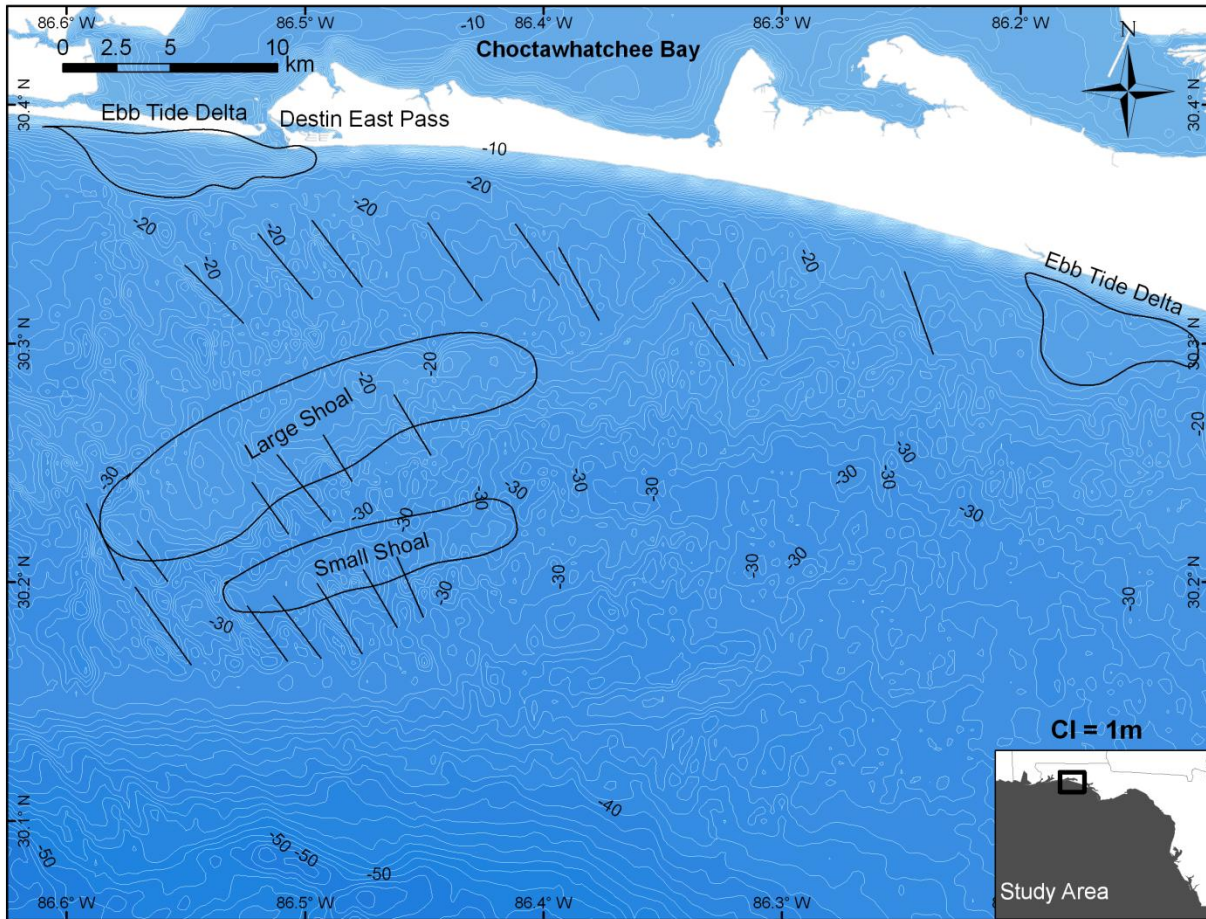 86.6° W
86.5° W
-10
86.4° W
86.3° W
86.2° W
N
0
2.5
5
10
km
Choctawhatchee Bay
30.4° N
30.4° N
Ebb Tide Delta
Destin East Pass
-10
-20
-20
-20
-20
-20
-20
Ebb Tide Delta
30.3° N
30.3° N
-20
-20
Large Shoal
-20
-30
-30
-30
-30
-30
-30
-30
-30
-30
-30
-30
-30
Small Shoal
-30
-30
-30
-30
-30
30.2° N
30.2° N
-30
-30
CI = 1m
30.1° N
-40
-50
-50
-50
-50
Study Area
86.6° W
86.5° W
86.4° W
86.3° W